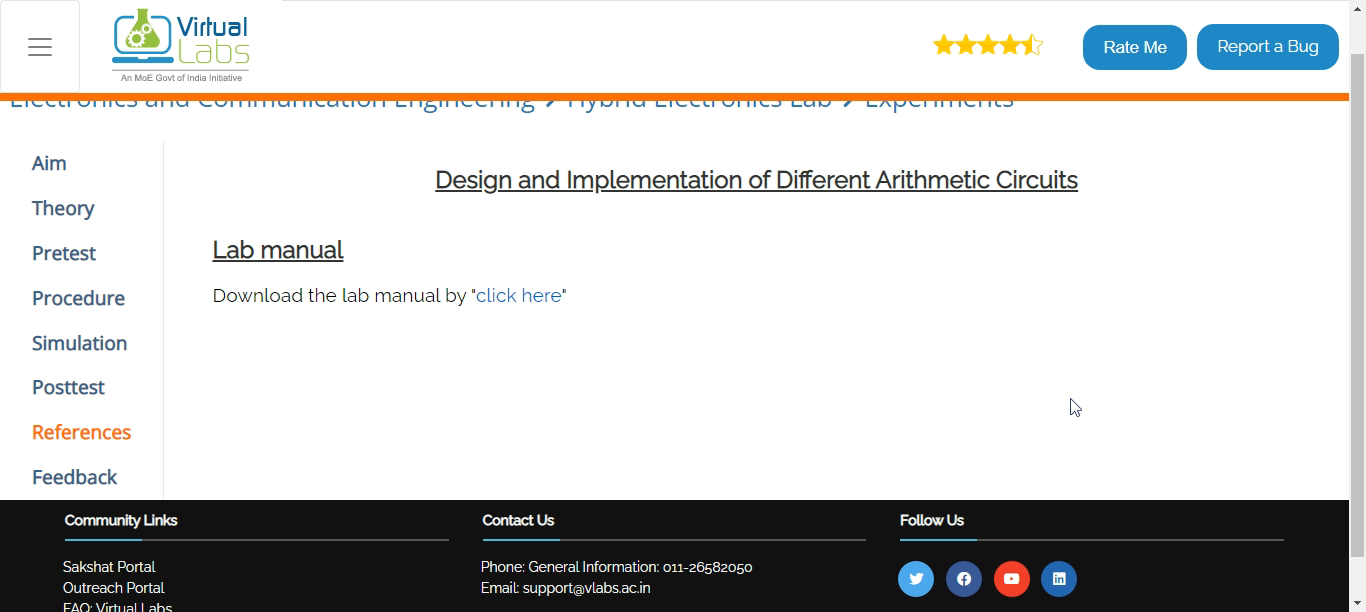 Virtual
Labs
An MoE Govt of India Initiative
Rate Me
Report a Bug
Electronics and Communication Engineering > Hybrid Electronics Lab > Experiments
Aim
Theory
Pretest
Procedure
Simulation
Posttest
References
Feedback
Design and Implementation of Different Arithmetic Circuits
Lab manual
Download the lab manual by "click here"
Community Links
Sakshat Portal
Outreach Portal
FAQ: Virtual Labs
Contact Us
Phone: General Information: 011-26582050
Email: support@vlabs.ac.in
Follow Us